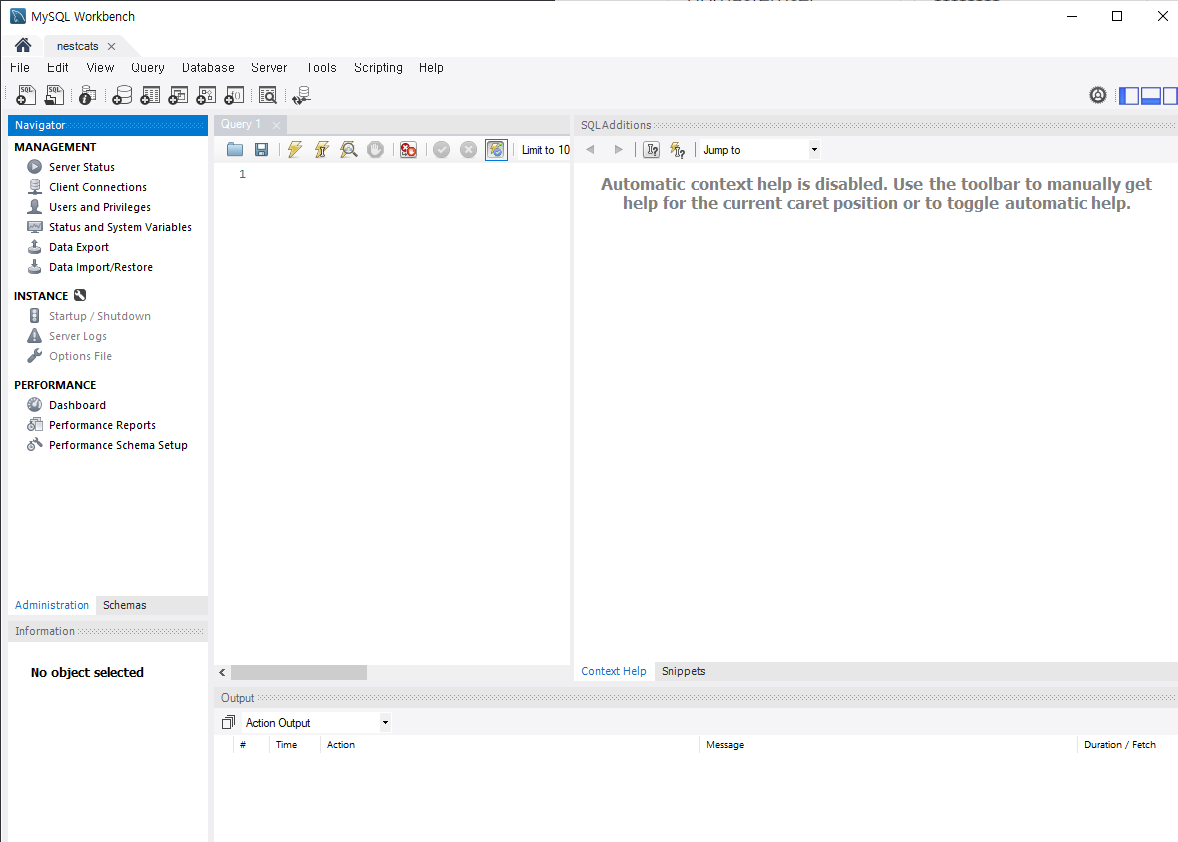 MySQL Workbench
nestcats
File Edit View Query Database Server Tools Scripting Help
Navigator
MANAGEMENT
Server Status
Client Connections
Users and Privileges
Status and System Variables
Data Export
Data Import/Restore
INSTANCE
Startup / Shutdown
Server Logs
Options File
PERFORMANCE
Dashboard
Performance Reports
Performance Schema Setup
Administration Schemas
Information
No object selected
Query 1
Limit to 10
1
SQLAdditions
Jump to
Automatic context help is disabled. Use the toolbar to manually get
help for the current caret position or to toggle automatic help.
Context Help Snippets
Output
Action Output
# Time Action Message Duration / Fetch